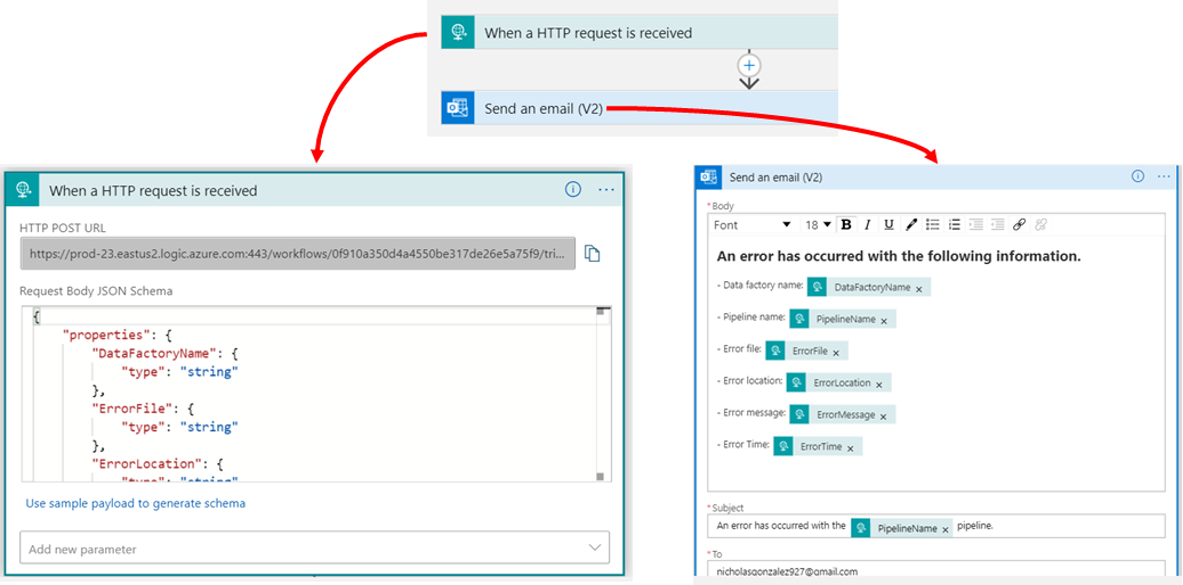 When a HTTP request is received
Send an email (V2)
When a HTTP request is received
HTTP POST URL
https://prod-23.eastus2.logic.azure.com:443/workflows/0f910a350d4a4550be317de26e5a75f9/tri...
Request Body JSON Schema
{
"properties": {
"DataFactoryName": {
"type": "string"
},
"ErrorFile": {
"type": "string"
},
"ErrorLocation": {
"type": "string"
Use sample payload to generate schema
Add new parameter
Send an email (V2)
*Body
Font 18 B I U
An error has occurred with the following information.
- Data factory name: DataFactoryName ×
- Pipeline name: PipelineName ×
- Error file: ErrorFile ×
- Error location: ErrorLocation ×
- Error message: ErrorMessage ×
- Error Time: ErrorTime ×
*Subject
An error has occurred with the PipelineName × pipeline.
*To
nicholasgonzalez927@gmail.com